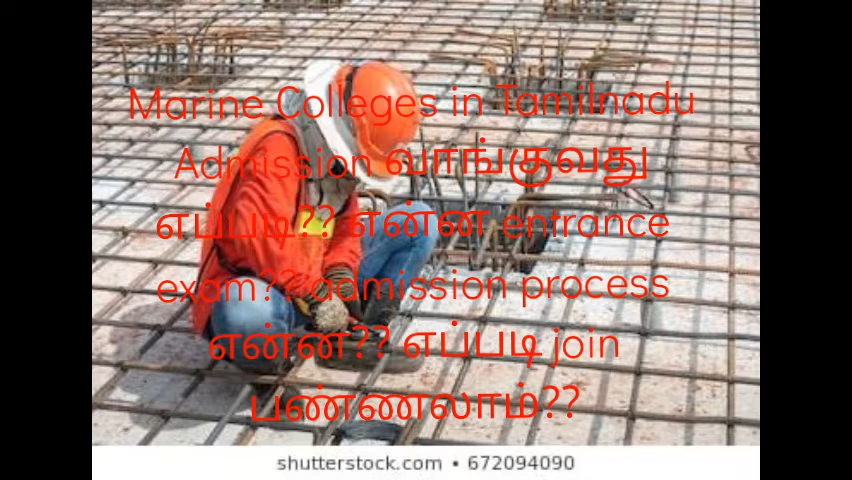 Marine Colleges in Tamilnadu
Admission வாங்குவது
எப்படி?? என்ன entrance
exam?? admission process
என்ன?? எப்படி join
பண்ணலாம்??
shutterstock.com • 672094090